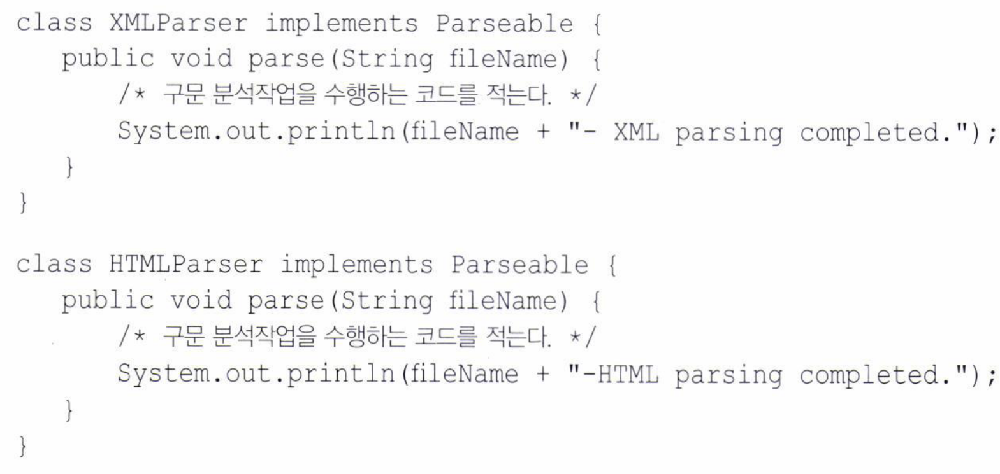 class XMLParser implements Parseable {
public void parse(String fileName) {
/* 구문 분석작업을 수행하는 코드를 적는다. */
System.out.println(fileName + "- XML parsing completed.");
}
}
class HTMLParser implements Parseable {
public void parse(String fileName) {
/* 구문 분석작업을 수행하는 코드를 적는다. */
System.out.println(fileName + "-HTML parsing completed.");
}
}